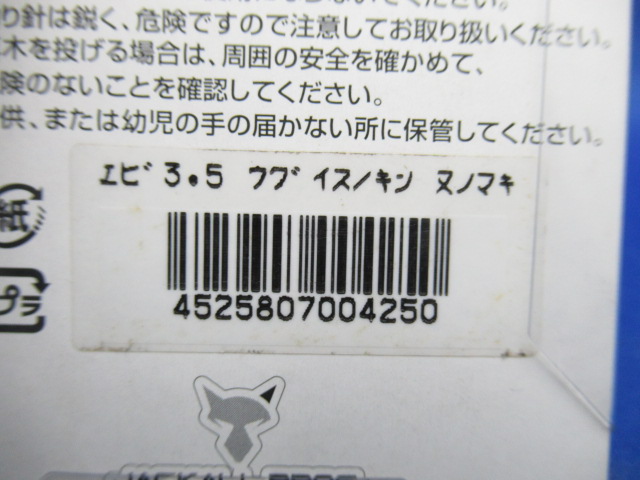 り針は鋭く、危険ですので注意してお取り扱いください。
木を投げる場合は、周囲の安全を確かめて、
険のないことを確認してください。
供、または幼児の手の届かない所に保管してください。
エビ 3.5 ウグイス/キン ヌノマキ
紙
4525807004250
プラ